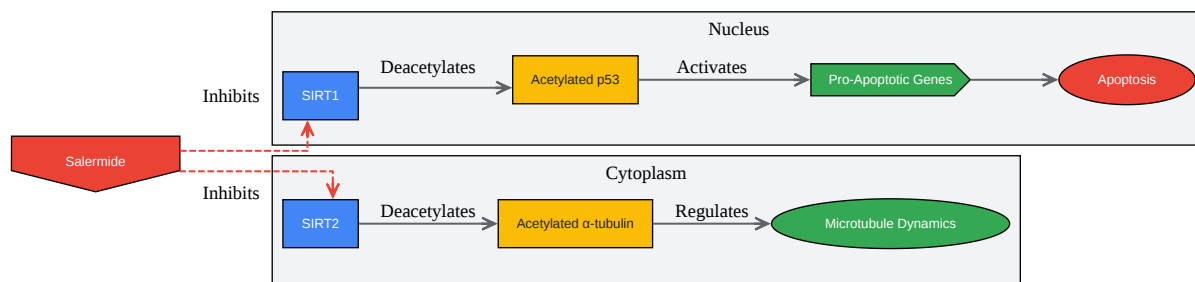 Nucleus
Deacetylates
Activates
Acetylated p53
Pro-Apoptotic Genes
Apoptosis
SIRT1
Inhibits
Salermide
Cytoplasm
Inhibits
Deacetylates
Regulates
SIRT2
Acetylated α-tubulin
Microtubule Dynamics